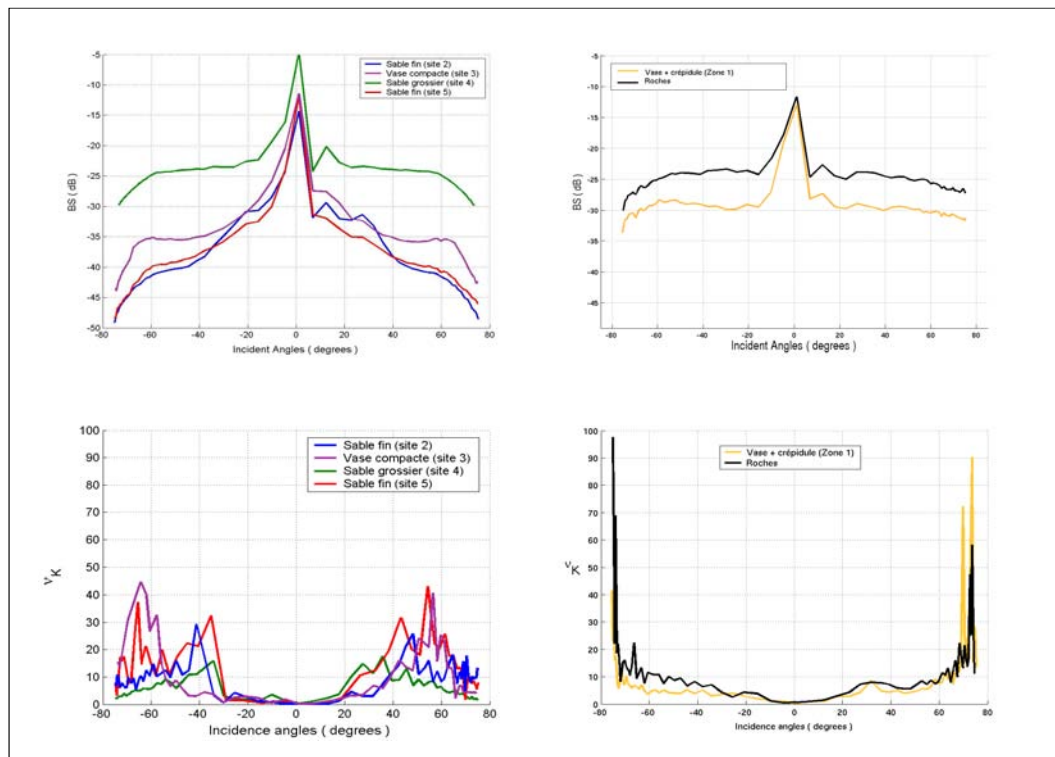 -5
-10
-15
-20
-25
-30
-35
-40
-45
-50
BS ( dB )
Sable fin (site 2)
Vase compacte (site 3)
Sable grossier (site 4)
Sable fin (site 5)
-80 -60 -40 -20 0 20 40 60 80
Incident Angles ( degrees )
-5
-10
-15
-20
-25
-30
-35
-40
-45
BS ( dB )
Vase + crépidule (Zone 1)
Roches
-80 -60 -40 -20 0 20 40 60 80
Incident Angles ( degrees )
100
90
80
70
60
50
40
30
20
10
0
νK
Sable fin (site 2)
Vase compacte (site 3)
Sable grossier (site 4)
Sable fin (site 5)
-80 -60 -40 -20 0 20 40 60 80
Incidence angles ( degrees )
100
90
80
70
60
50
40
30
20
10
0
νK
Vase + crépidule (Zone 1)
Roches
-80 -60 -40 -20 0 20 40 60 80
Incidence angles ( degrees )